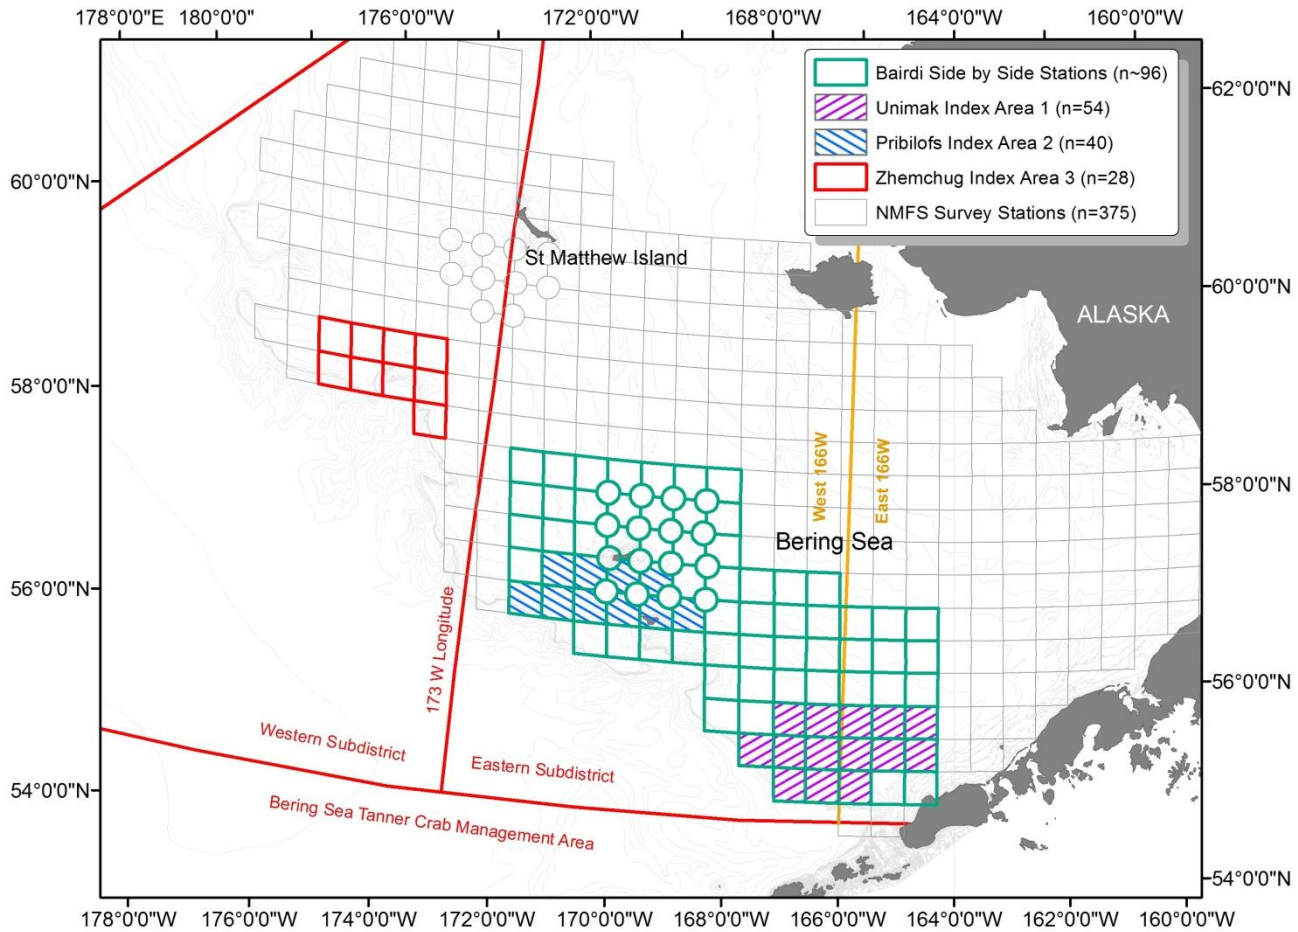 178°0'0"E 180°0'0" 176°0'0"W 172°0'0"W 168°0'0"W 164°0'0"W 160°0'0"W
Bairdi Side by Side Stations (n~96)
Unimak Index Area 1 (n=54)
Pribilofs Index Area 2 (n=40)
Zhemchug Index Area 3 (n=28)
NMFS Survey Stations (n=375)
62°0'0"N
60°0'0"N
St Matthew Island
60°0'0"N
ALASKA
58°0'0"N
West 166W
East 166W
58°0'0"N
Bering Sea
56°0'0"N
173 W Longitude
56°0'0"N
Western Subdistrict
Eastern Subdistrict
54°0'0"N
Bering Sea Tanner Crab Management Area
54°0'0"N
178°0'0"W 176°0'0"W 174°0'0"W 172°0'0"W 170°0'0"W 168°0'0"W 166°0'0"W 164°0'0"W 162°0'0"W 160°0'0"W